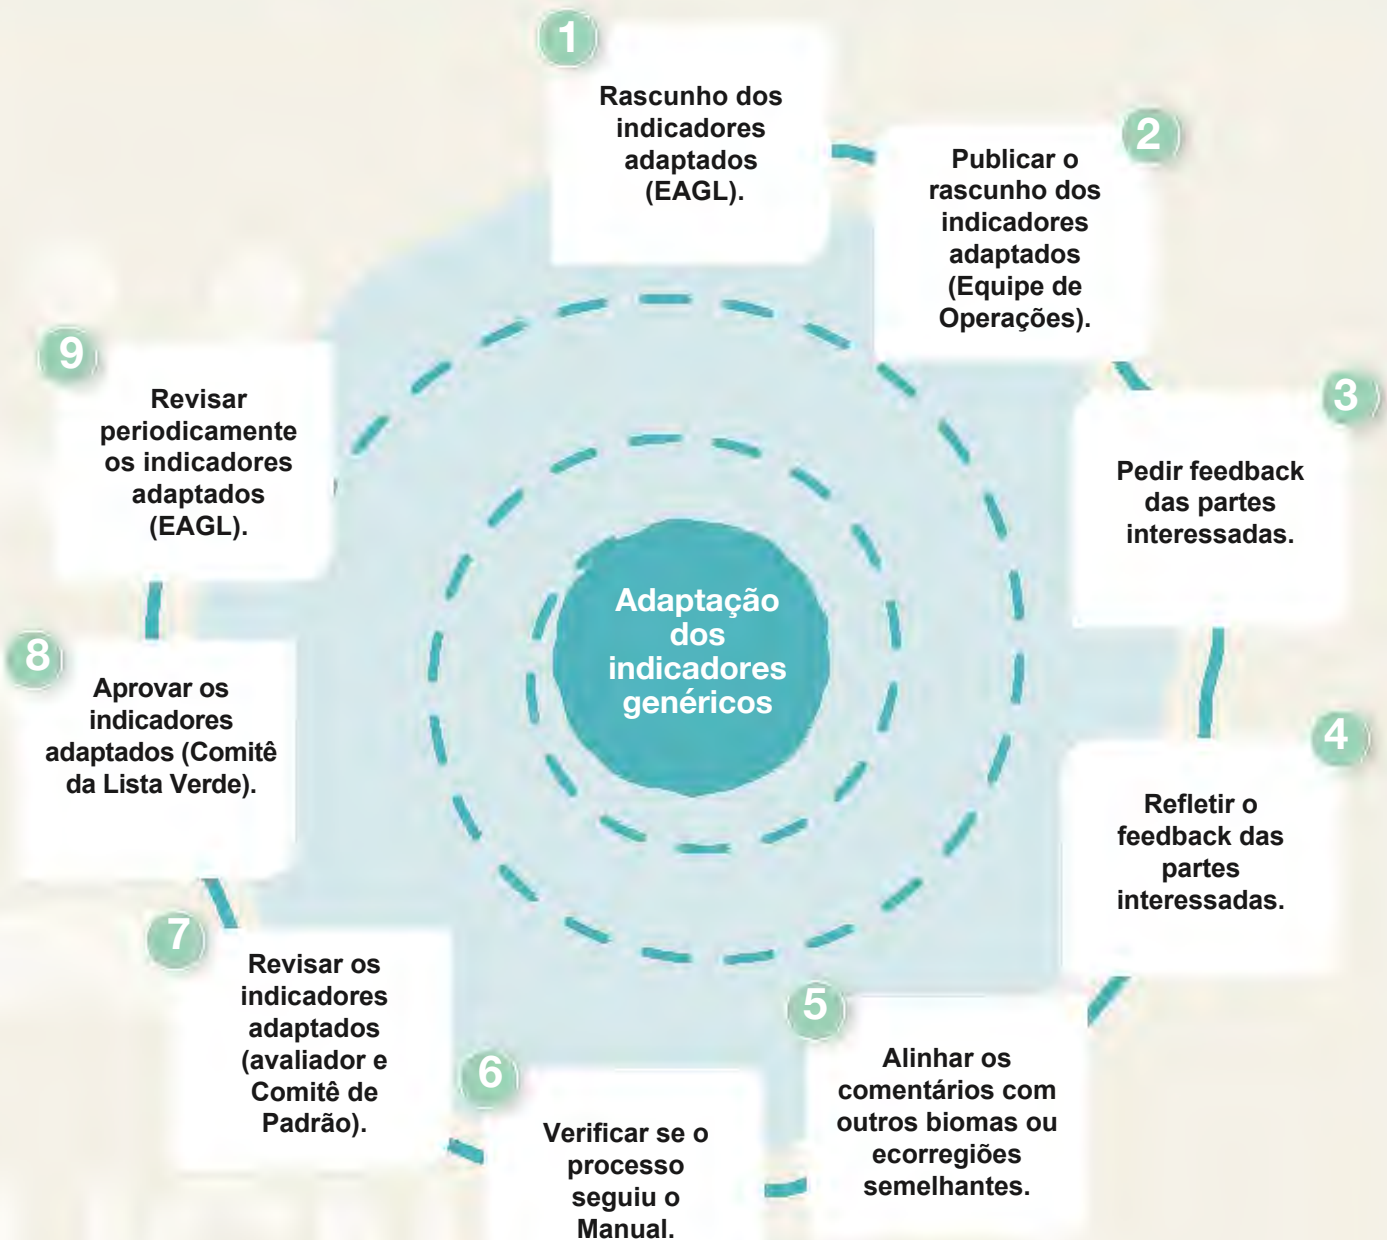 1
Rascunho dos
indicadores
adaptados
(EAGL).
2
Publicar o
rascunho dos
indicadores
adaptados
(Equipe de
Operações).
3
Pedir feedback
das partes
interessadas.
4
Refletir o
feedback das
partes
interessadas.
5
Alinhar os
comentários com
outros biomas ou
ecorregiões
semelhantes.
6
Verificar se o
processo
seguiu o
Manual.
7
Revisar os
indicadores
adaptados
(avaliador e
Comitê de
Padrão).
8
Aprovar os
indicadores
adaptados (Comitê
da Lista Verde).
9
Revisar
periodicamente
os indicadores
adaptados
(EAGL).
Adaptação
dos
indicadores
genéricos